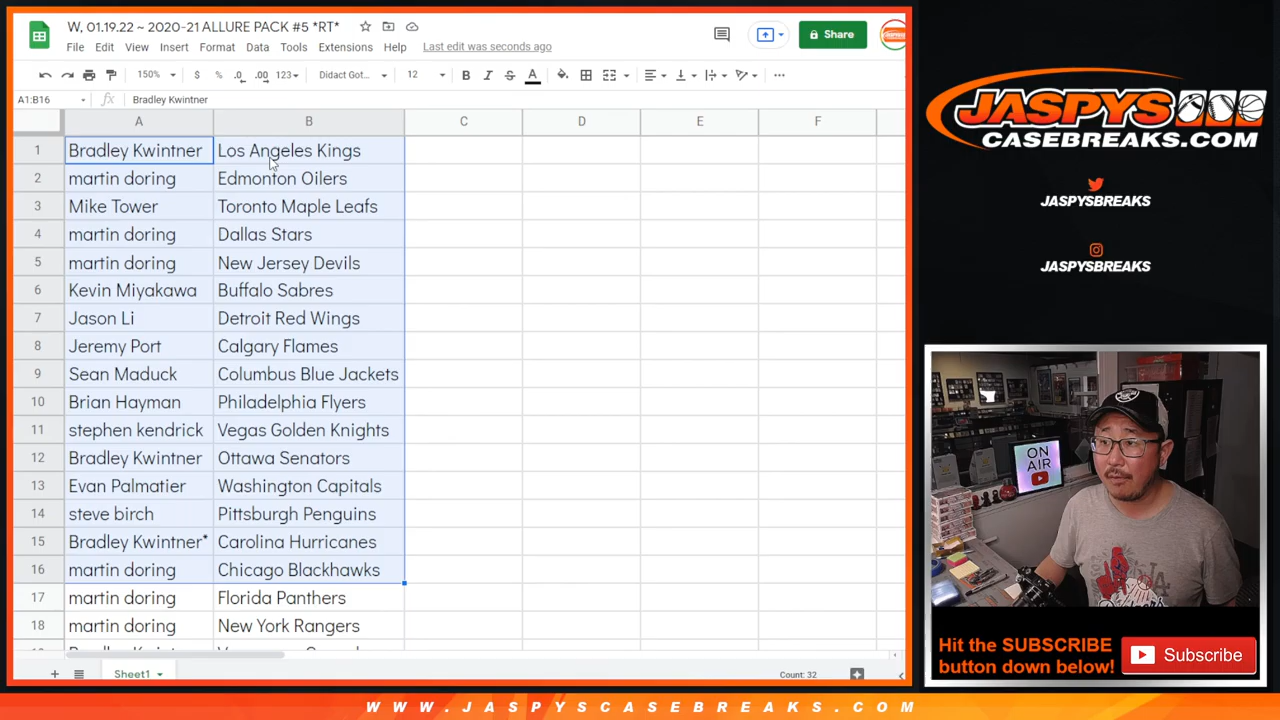 W, 01.19.22 ~ 2020-21 ALLURE PACK #5 *RT*
File Edit View Insert Format Data Tools Extensions Help Last edit was seconds ago
Share
150% $ % .0 .00 123 Didact Got... 12 B I S A
A1:B16 fx Bradley Kwintner
A B C D E F
1 Bradley Kwintner Los Angeles Kings
2 martin doring Edmonton Oilers
3 Mike Tower Toronto Maple Leafs
4 martin doring Dallas Stars
5 martin doring New Jersey Devils
6 Kevin Miyakawa Buffalo Sabres
7 Jason Li Detroit Red Wings
8 Jeremy Port Calgary Flames
9 Sean Maduck Columbus Blue Jackets
10 Brian Hayman Philadelphia Flyers
11 stephen kendrick Vegas Golden Knights
12 Bradley Kwintner Ottawa Senators
13 Evan Palmatier Washington Capitals
14 steve birch Pittsburgh Penguins
15 Bradley Kwintner* Carolina Hurricanes
16 martin doring Chicago Blackhawks
17 martin doring Florida Panthers
18 martin doring New York Rangers
Sheet1 Count: 32
JASPYS
CASEBREAKS.COM
JASPYSBREAKS
JASPYSBREAKS
ON
AIR
Hit the SUBSCRIBE
button down below!
Subscribe
WWW.JASPYSCASEBREAKS.COM